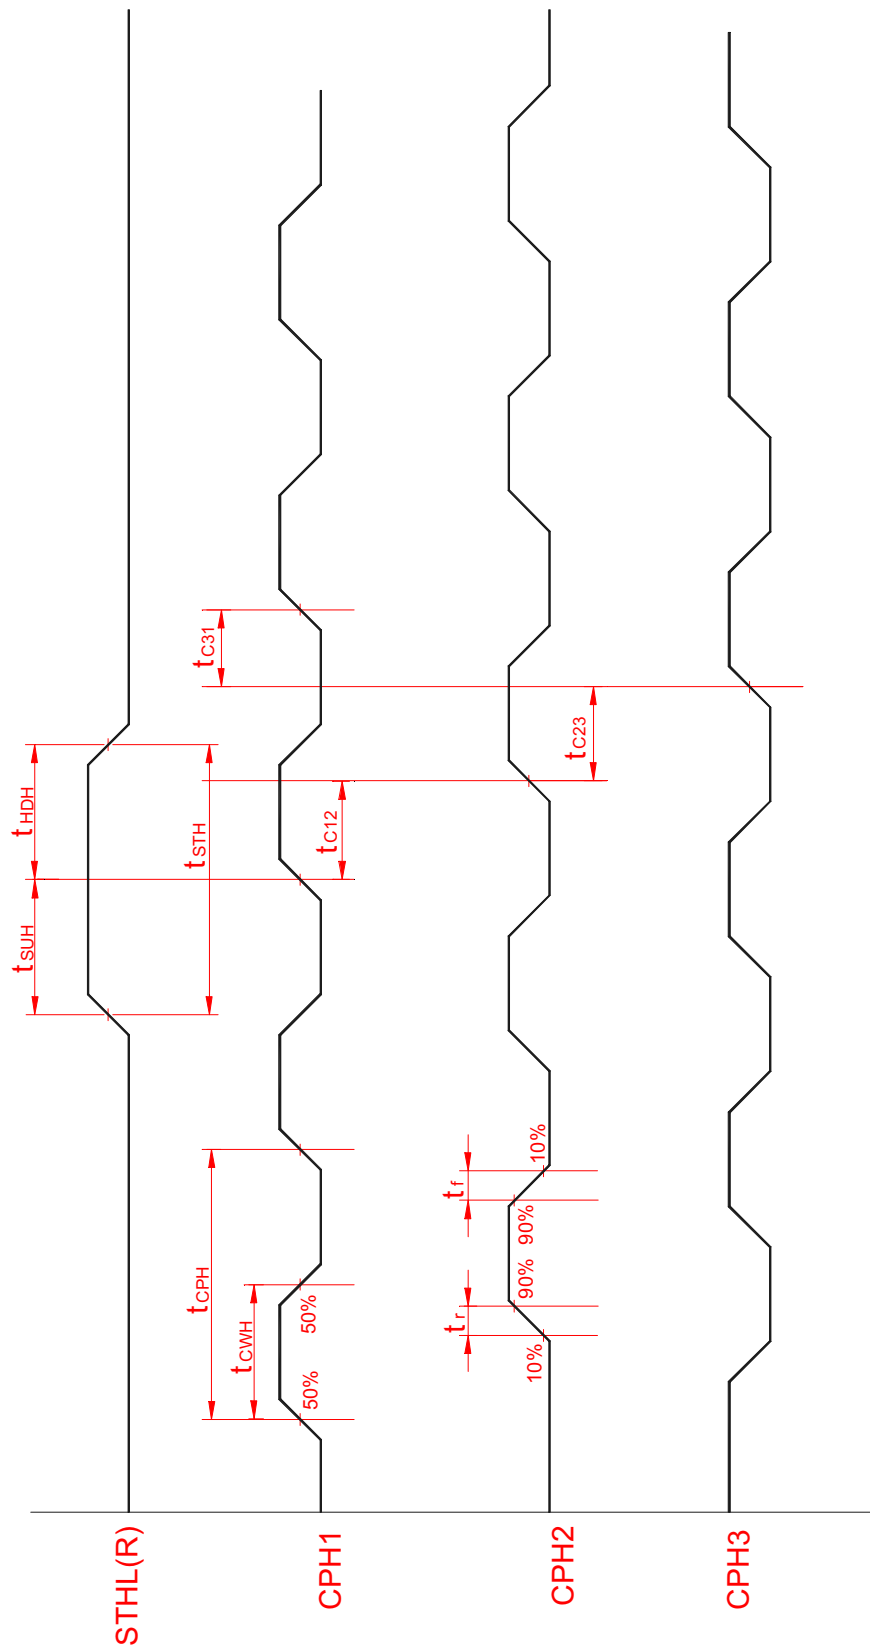 STHL(R)
tSUH
tHDH
tSTH
CPH1
tCPH
tCWH
50%
50%
tC12
tC31
CPH2
tr
10%
90%
tf
90%
10%
tC23
CPH3